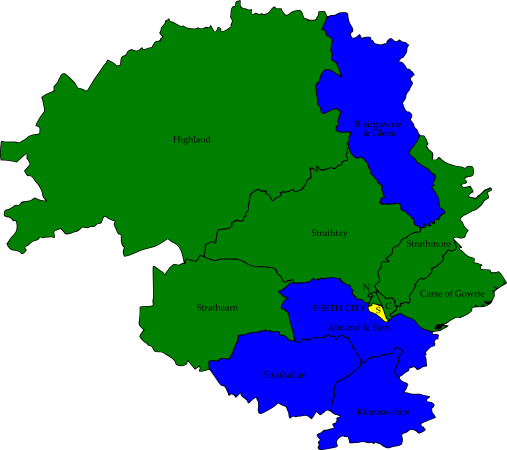 Blairgowrie
& Glens
Highland
Strathtay
Strathmore
N
Carse of Gowrie
Strathearn
PERTH CITY
S
C
Almond & Earn
Strathallan
Kinross-shire